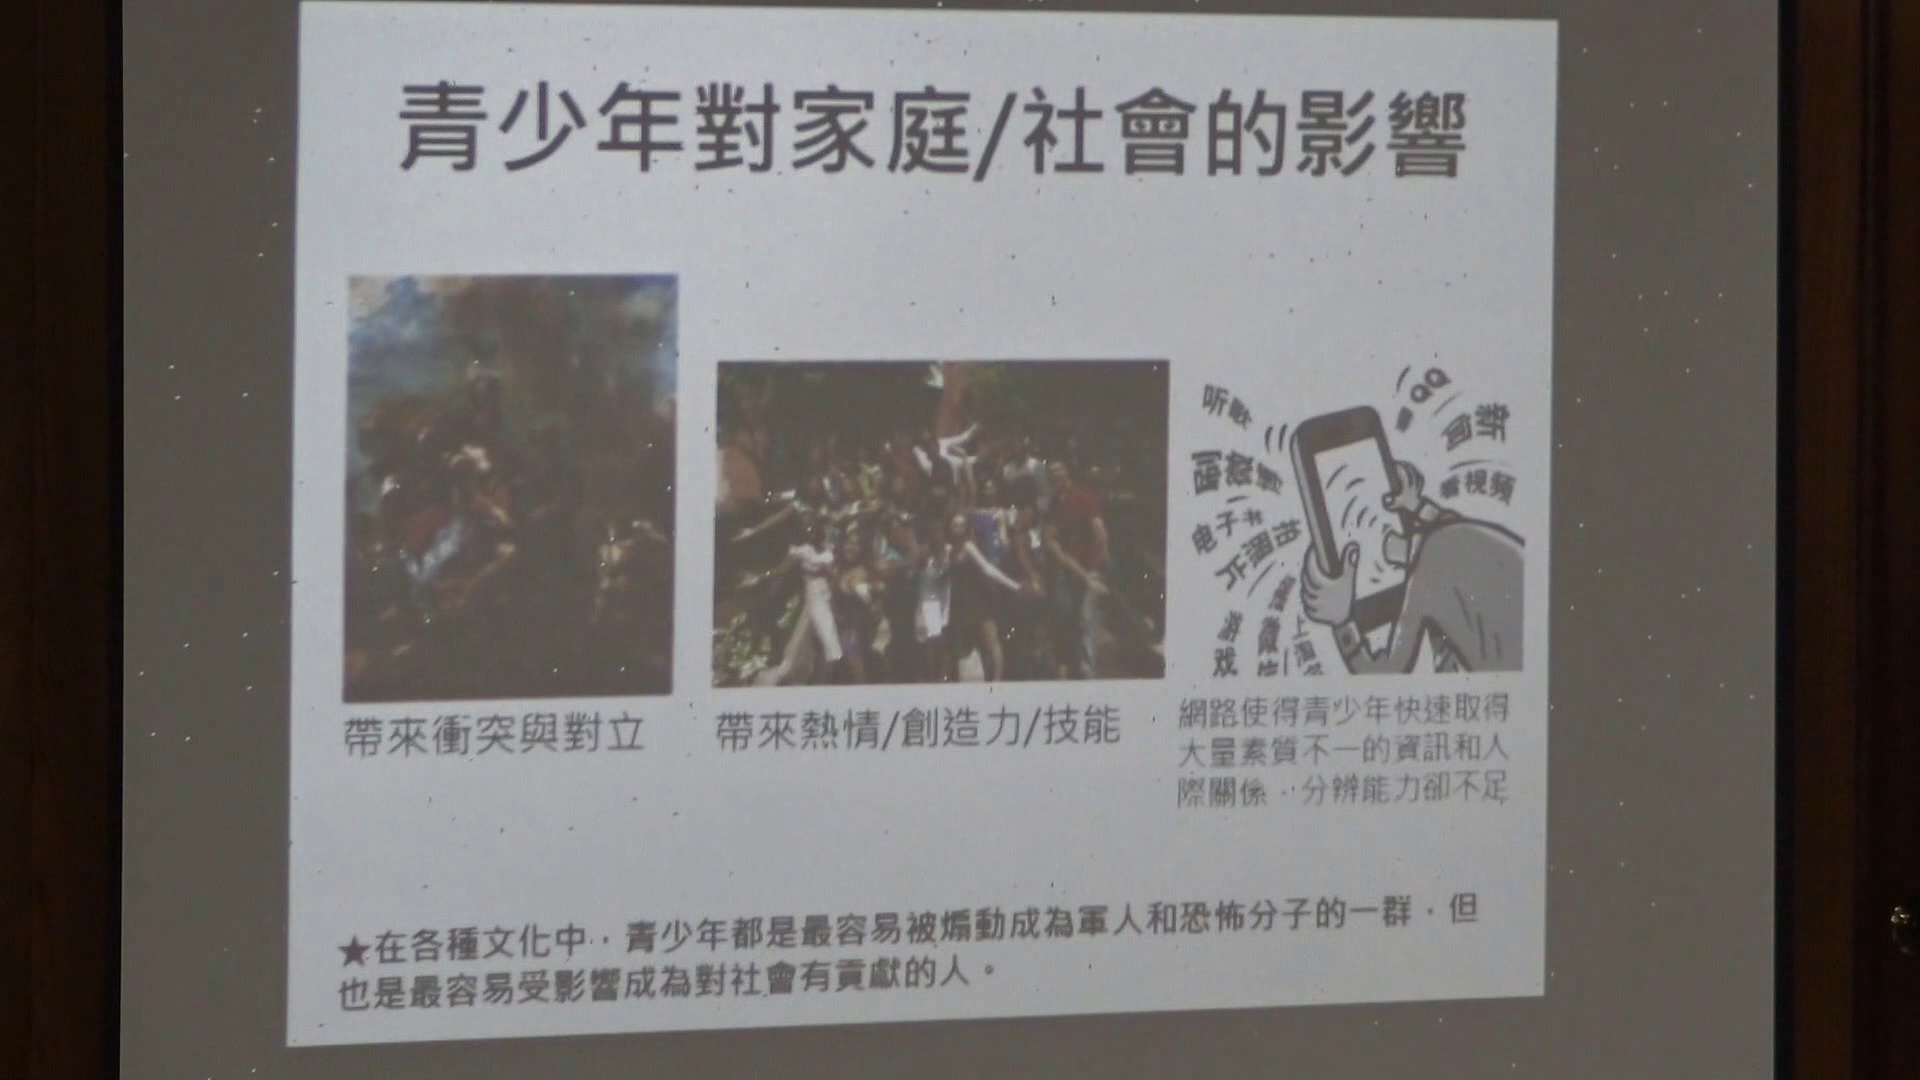 青少年對家庭/社會的影響
听歌
QQ
新
看視頻
电子书
游
戏
帶來衝突與對立
帶來熱情/創造力/技能
網路使得青少年快速取得
大量素質不一的資訊和人
際關係，分辨能力卻不足
★在各種文化中，青少年都是最容易被煽動成為軍人和恐怖分子的一群，但
也是最容易受影響成為對社會有貢獻的人。